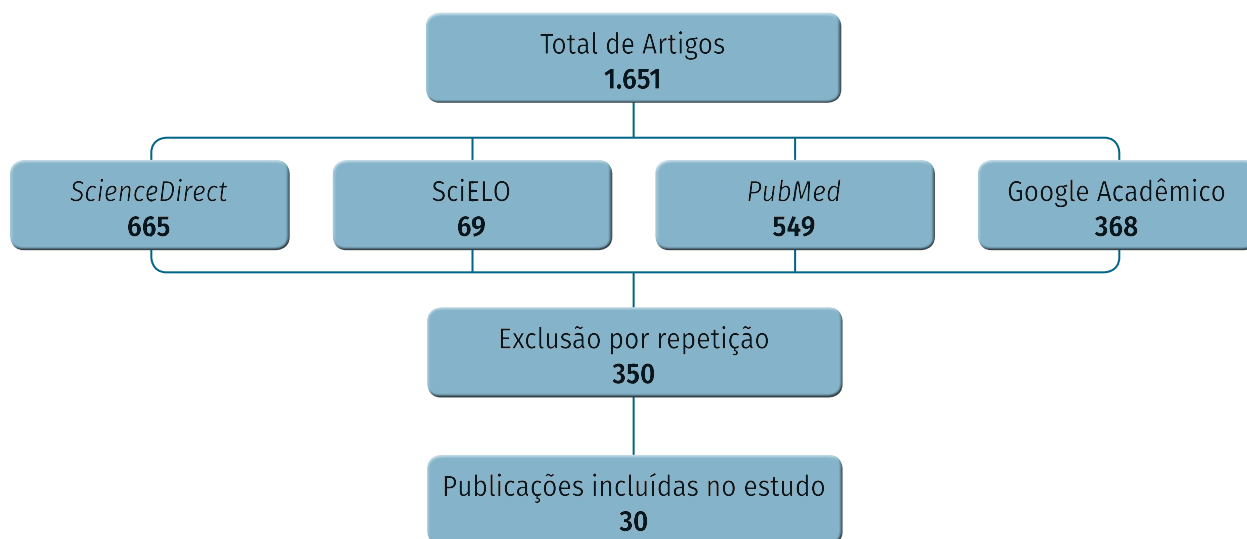 Total de Artigos
1.651
ScienceDirect
665
SciELO
69
PubMed
549
Google Acadêmico
368
Exclusão por repetição
350
Publicações incluídas no estudo
30